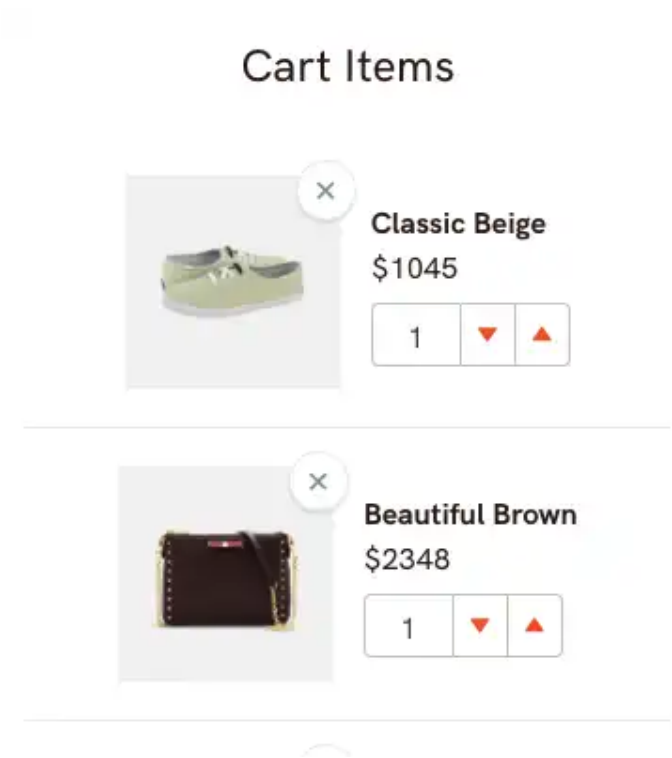 Cart Items
Classic Beige
$1045
1
Beautiful Brown
$2348
1